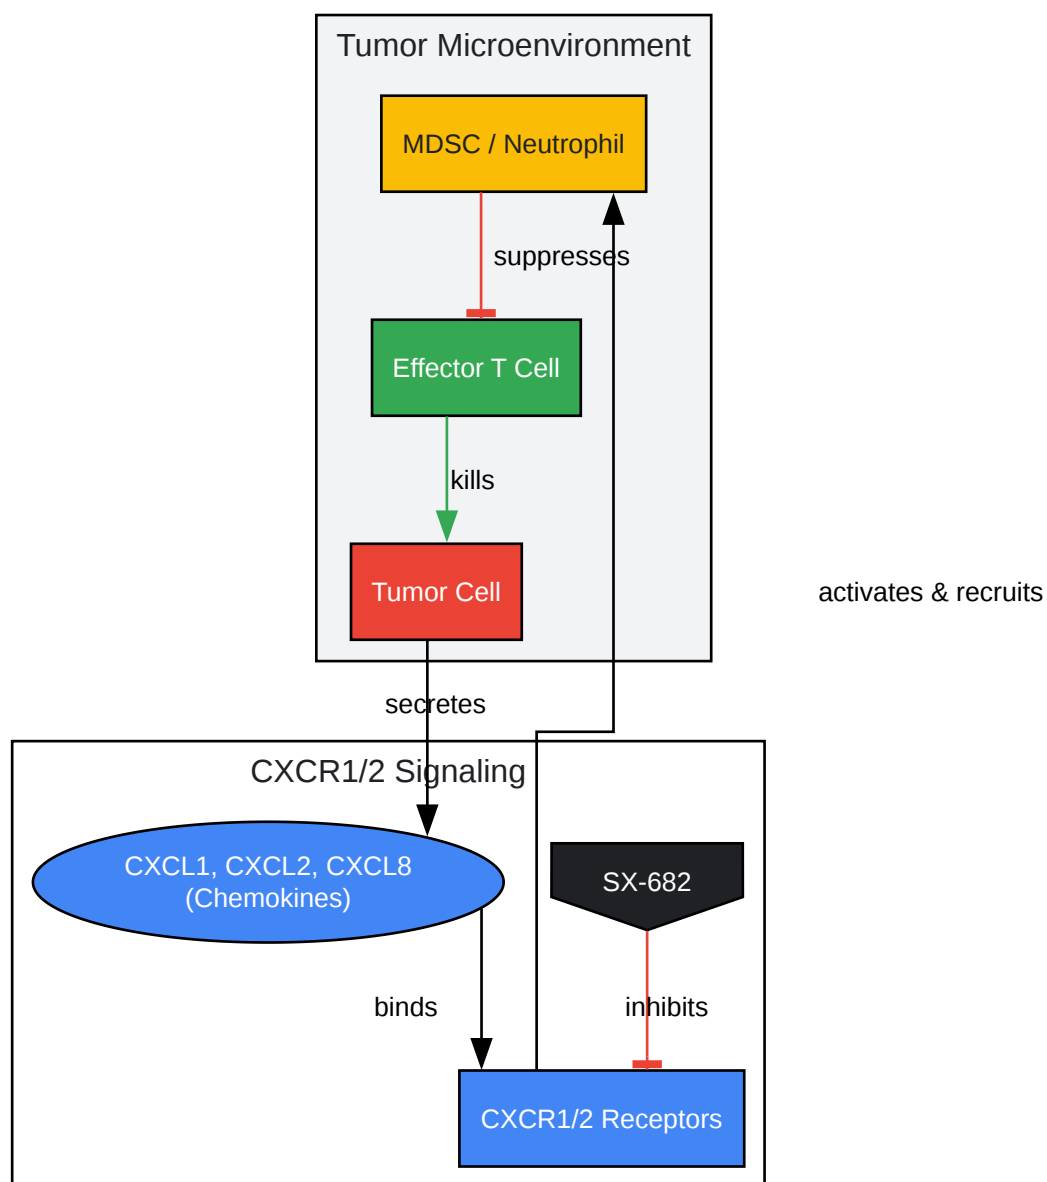 Tumor Microenvironment
MDSC / Neutrophil
suppresses
Effector T Cell
kills
Tumor Cell
activates & recruits
secretes
CXCR1/2 Signaling
CXCL1, CXCL2, CXCL8
(Chemokines)
SX-682
binds
inhibits
CXCR1/2 Receptors